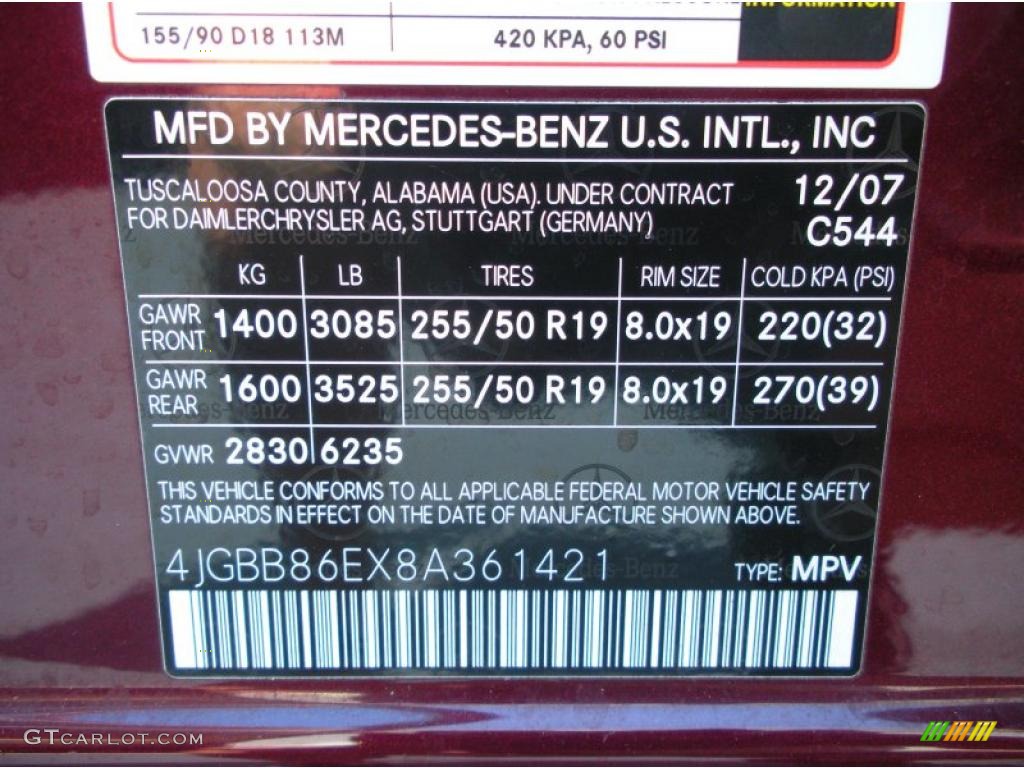 INFORMATION
155/90 D18 113M 420 KPA, 60 PSI
MFD BY MERCEDES-BENZ U.S. INTL., INC
TUSCALOOSA COUNTY, ALABAMA (USA). UNDER CONTRACT 12/07
FOR DAIMLERCHRYSLER AG, STUTTGART (GERMANY) C544
KG LB TIRES RIM SIZE COLD KPA (PSI)
GAWR FRONT 1400 3085 255/50 R19 8.0x19 220(32)
GAWR REAR 1600 3525 255/50 R19 8.0x19 270(39)
GVWR 2830 6235
THIS VEHICLE CONFORMS TO ALL APPLICABLE FEDERAL MOTOR VEHICLE SAFETY
STANDARDS IN EFFECT ON THE DATE OF MANUFACTURE SHOWN ABOVE.
4JGBB86EX8A361421 TYPE: MPV
GTCARLOT.COM